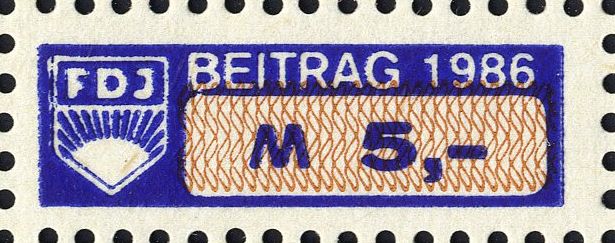 FDJ
BEITRAG 1986
M 5,-